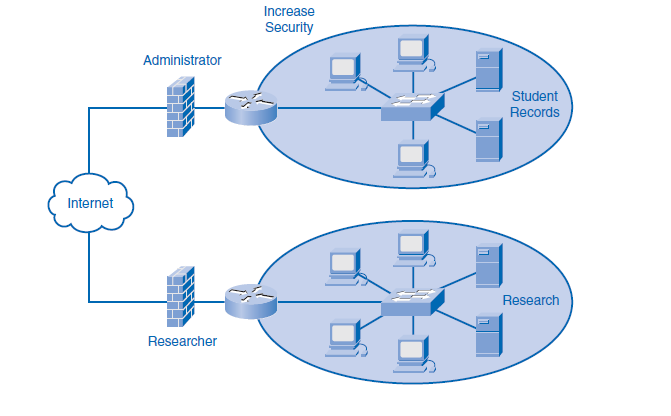 Increase
Security
Administrator
Student
Records
Internet
Research
Researcher